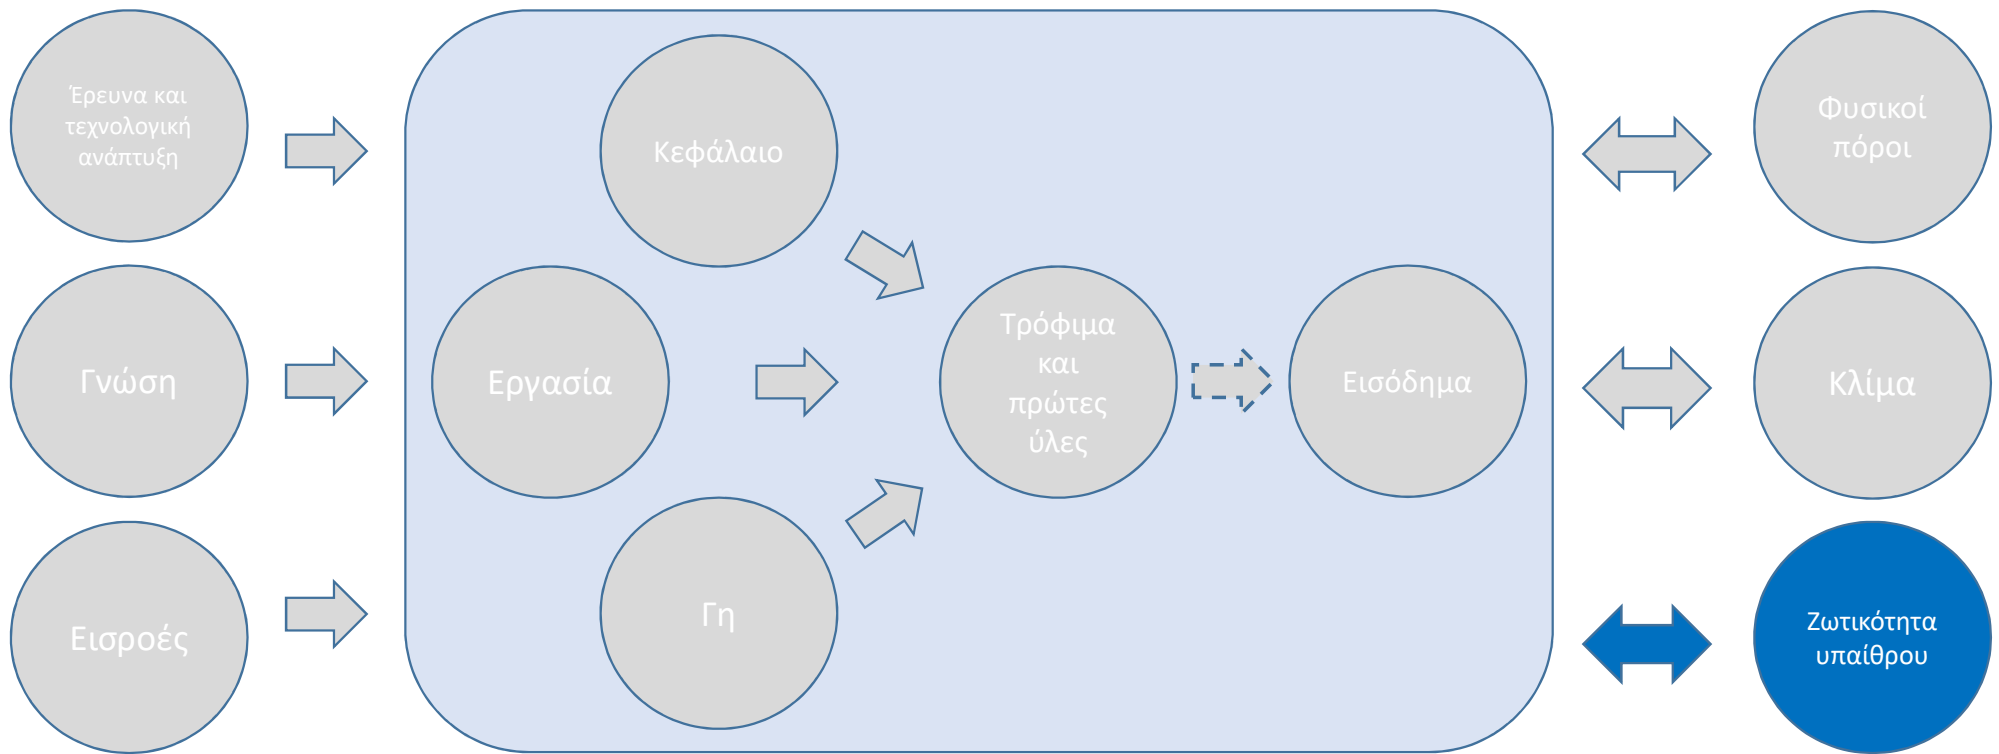 Έρευνα και
τεχνολογική
ανάπτυξη
Γνώση
Εισροές
Κεφάλαιο
Εργασία
Γη
Τρόφιμα
και
πρώτες
ύλες
Εισόδημα
Φυσικοί
πόροι
Κλίμα
Ζωτικότητα
υπαίθρου